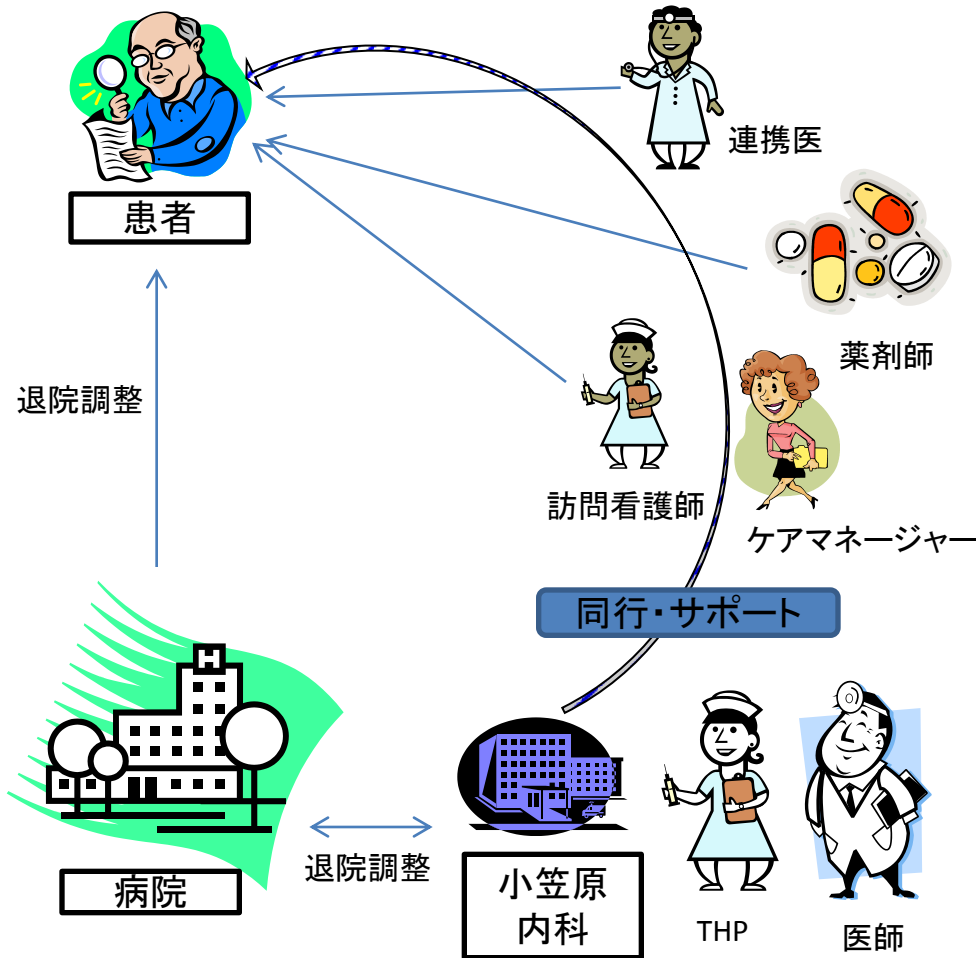 連携医
患者
薬剤師
退院調整
訪問看護師
ケアマネージャー
同行・サポート
H
退院調整
病院
小笠原
内科
THP
医師